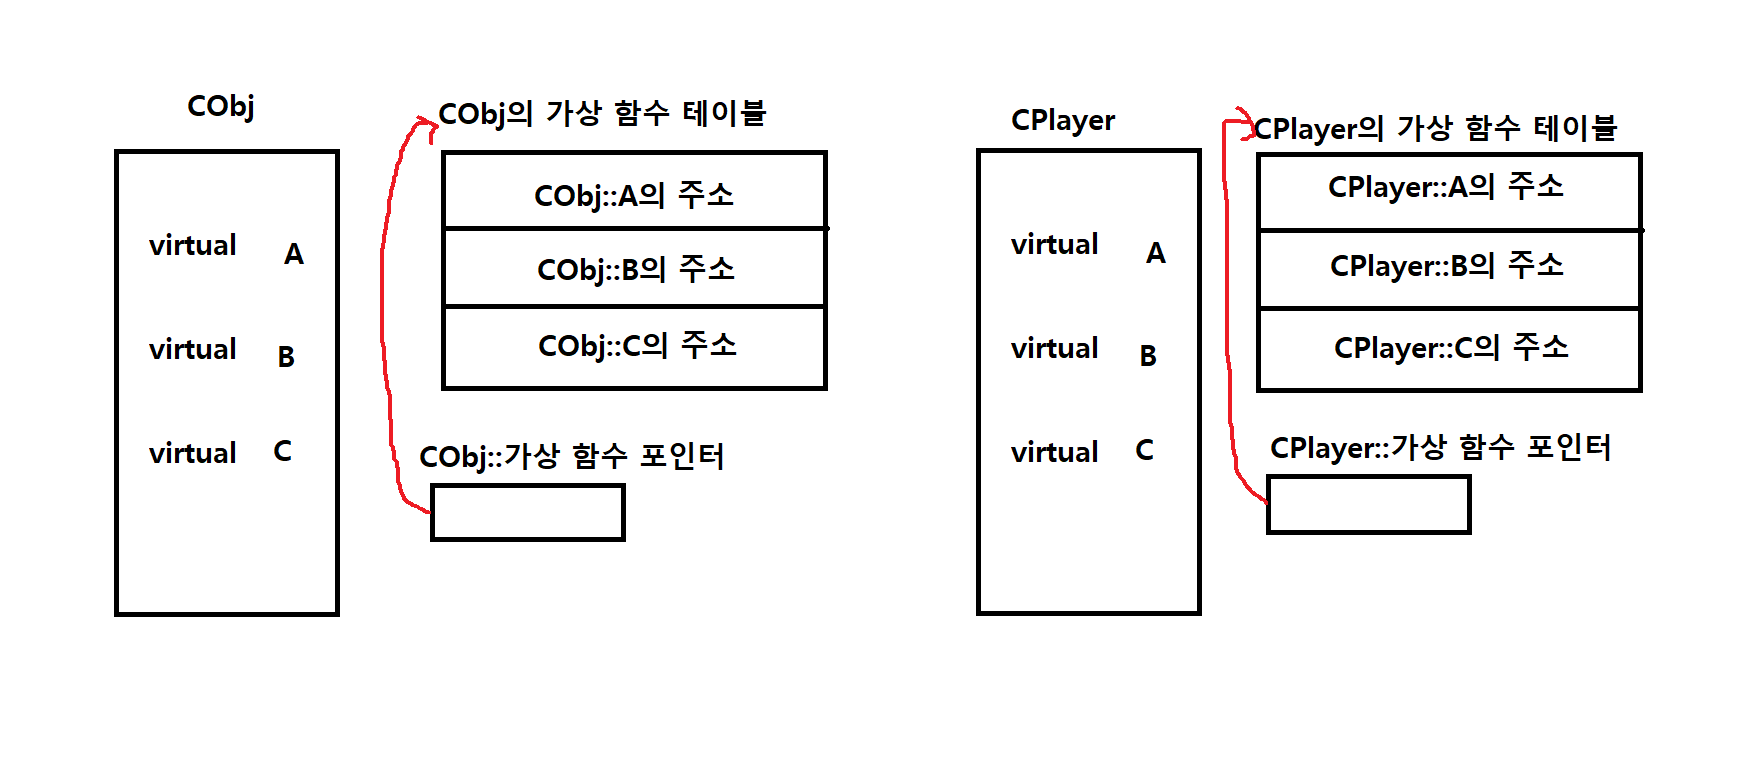 CObj
virtual A
virtual B
virtual C
CObj의 가상 함수 테이블
CObj::A의 주소
CObj::B의 주소
CObj::C의 주소
CObj::가상 함수 포인터
CPlayer
virtual A
virtual B
virtual C
CPlayer의 가상 함수 테이블
CPlayer::A의 주소
CPlayer::B의 주소
CPlayer::C의 주소
CPlayer::가상 함수 포인터